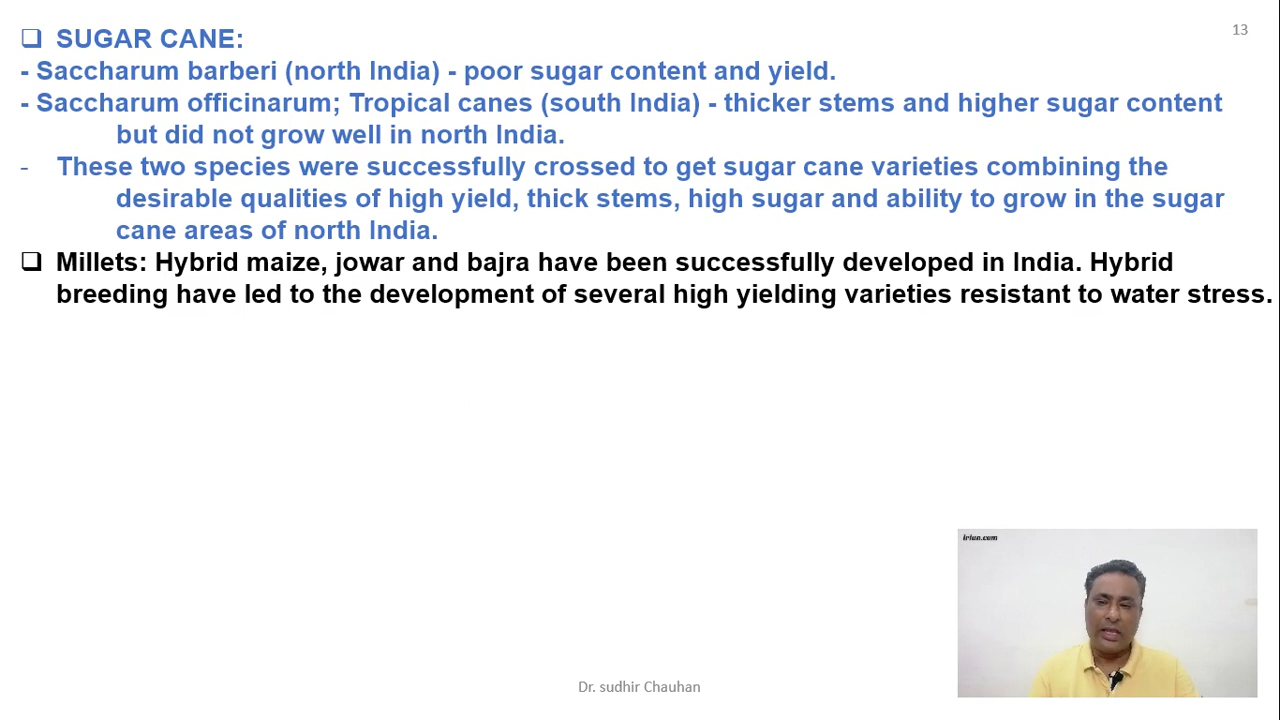 13
❑ SUGAR CANE:
- Saccharum barberi (north India) - poor sugar content and yield.
- Saccharum officinarum; Tropical canes (south India) - thicker stems and higher sugar content
but did not grow well in north India.
- These two species were successfully crossed to get sugar cane varieties combining the
desirable qualities of high yield, thick stems, high sugar and ability to grow in the sugar
cane areas of north India.
❑ Millets: Hybrid maize, jowar and bajra have been successfully developed in India. Hybrid
breeding have led to the development of several high yielding varieties resistant to water stress.
iriun.com
Dr. sudhir Chauhan